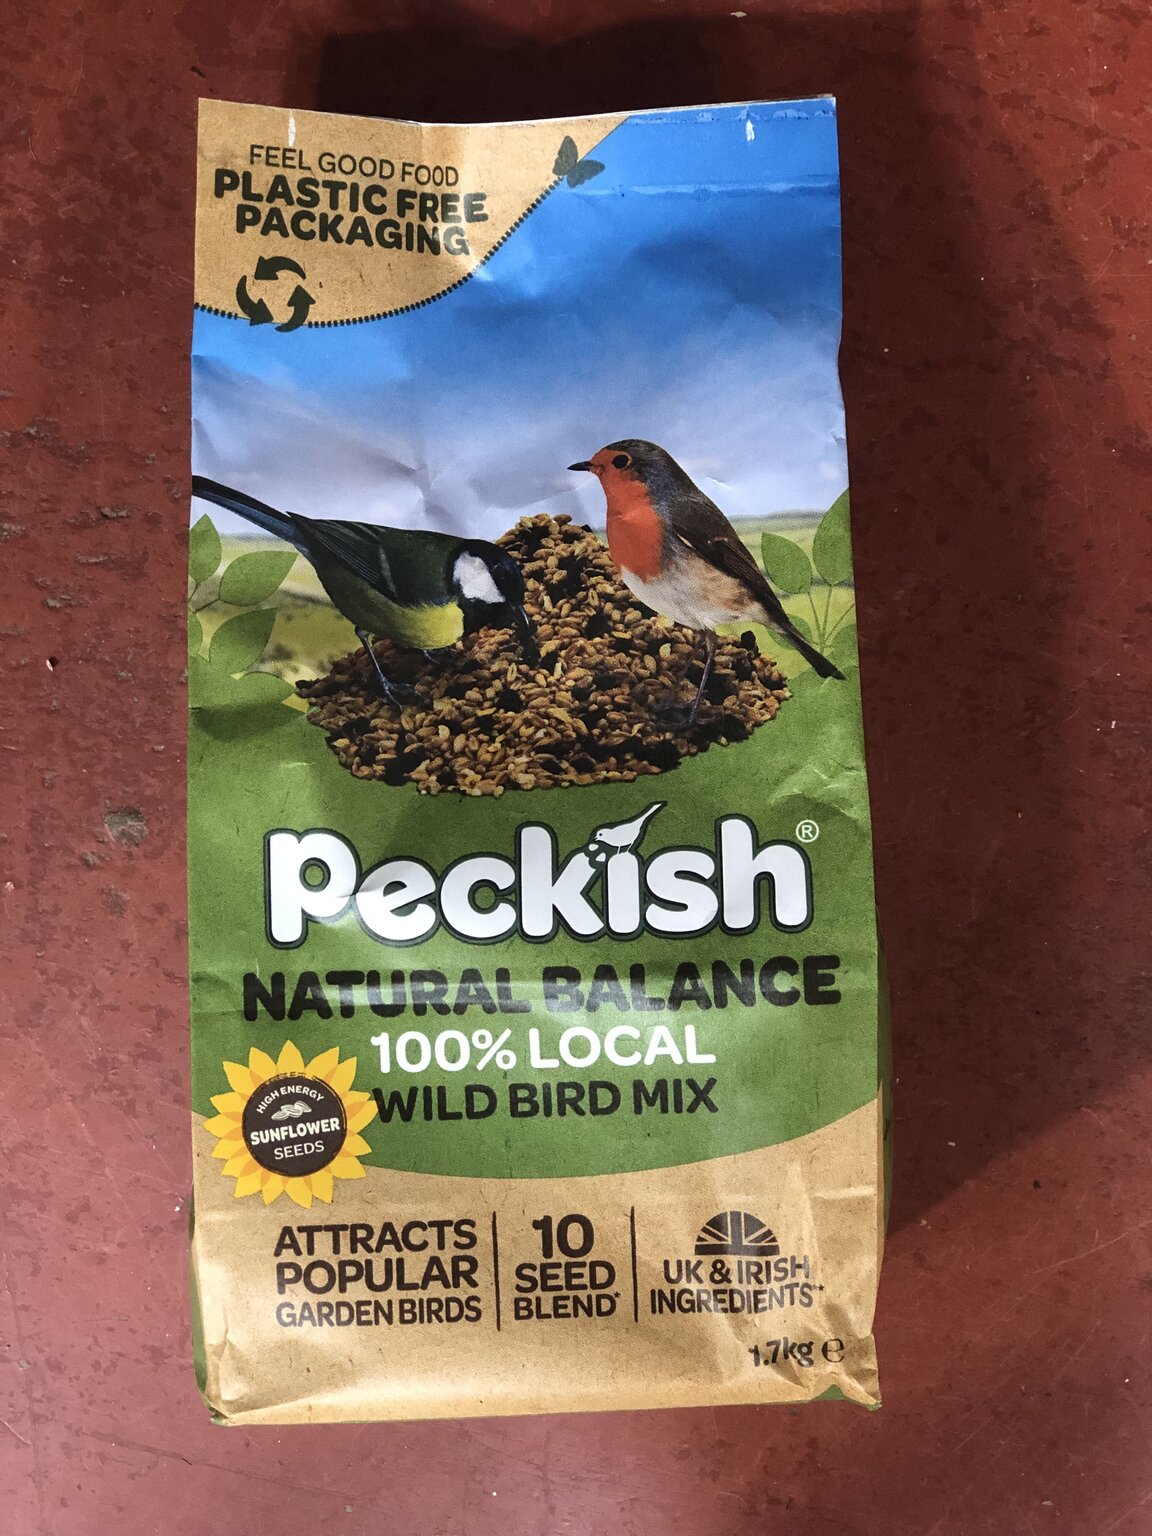 FEEL GOOD FOOD
PLASTIC FREE
PACKAGING
Peckish®
NATURAL BALANCE
100% LOCAL
WILD BIRD MIX
HIGH ENERGY
SUNFLOWER
SEEDS
ATTRACTS
POPULAR
GARDEN BIRDS
10
SEED
BLEND*
UK & IRISH
INGREDIENTS**
1.7kg ℮